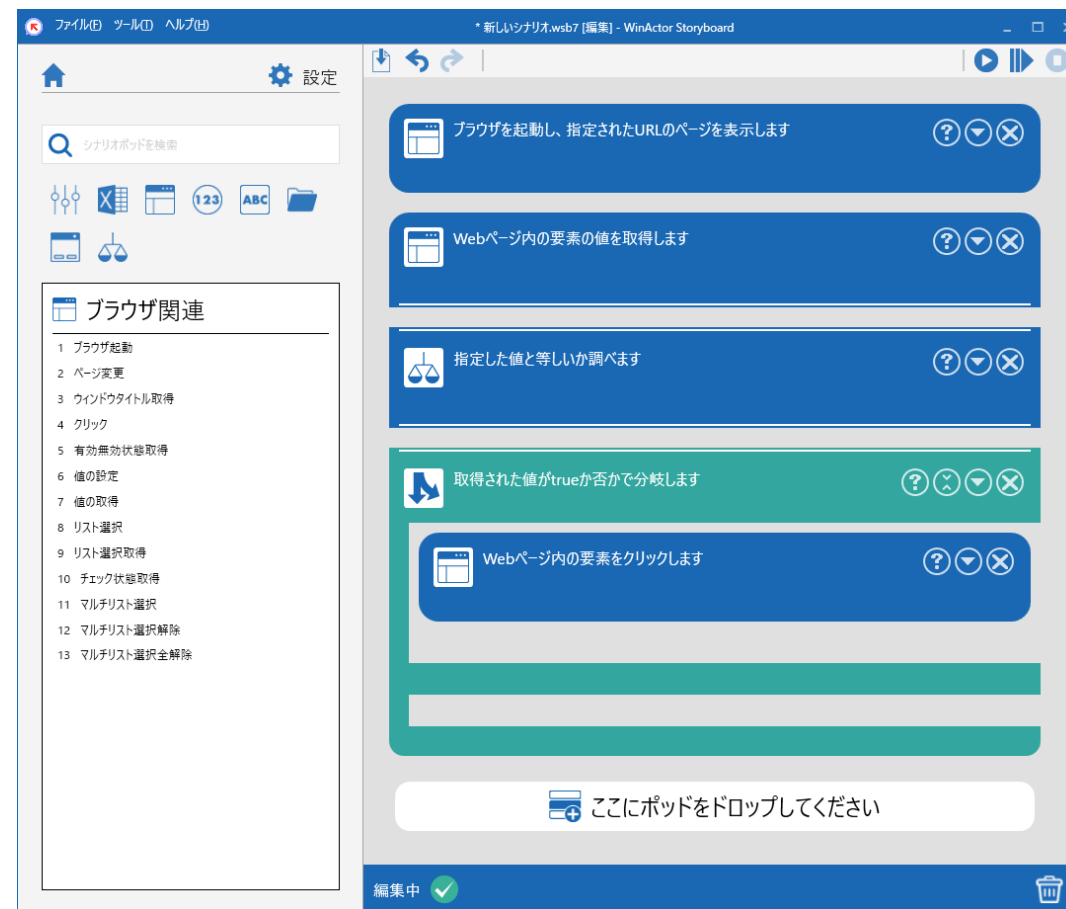 ファイル(F) ツール(T) ヘルプ(H)
* 新しいシナリオ.wsb7 [編集] - WinActor Storyboard
設定
シナリオポッドを検索
123
ABC
ブラウザ関連
1 ブラウザ起動
2 ページ変更
3 ウィンドウタイトル取得
4 クリック
5 有効無効状態取得
6 値の設定
7 値の取得
8 リスト選択
9 リスト選択取得
10 チェック状態取得
11 マルチリスト選択
12 マルチリスト選択解除
13 マルチリスト選択全解除
ブラウザを起動し、指定されたURLのページを表示します
Webページ内の要素の値を取得します
指定した値と等しいか調べます
取得された値がtrueか否かで分岐します
Webページ内の要素をクリックします
ここにポッドをドロップしてください
編集中